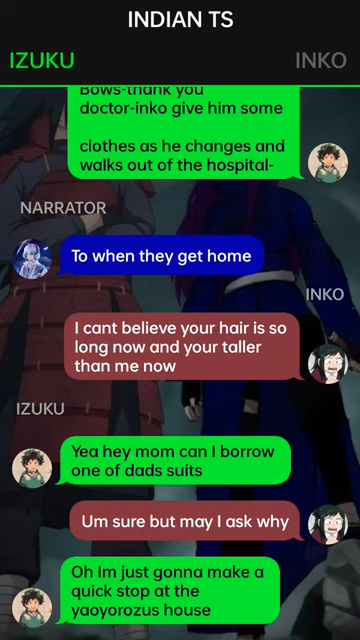 INDIAN TS
IZUKU
INKO
Bows-thank you
doctor-inko give him some
clothes as he changes and
walks out of the hospital-
NARRATOR
To when they get home
INKO
I cant believe your hair is so
long now and your taller
than me now
IZUKU
Yea hey mom can I borrow
one of dads suits
Um sure but may I ask why
Oh Im just gonna make a
quick stop at the
yaoyorozus house